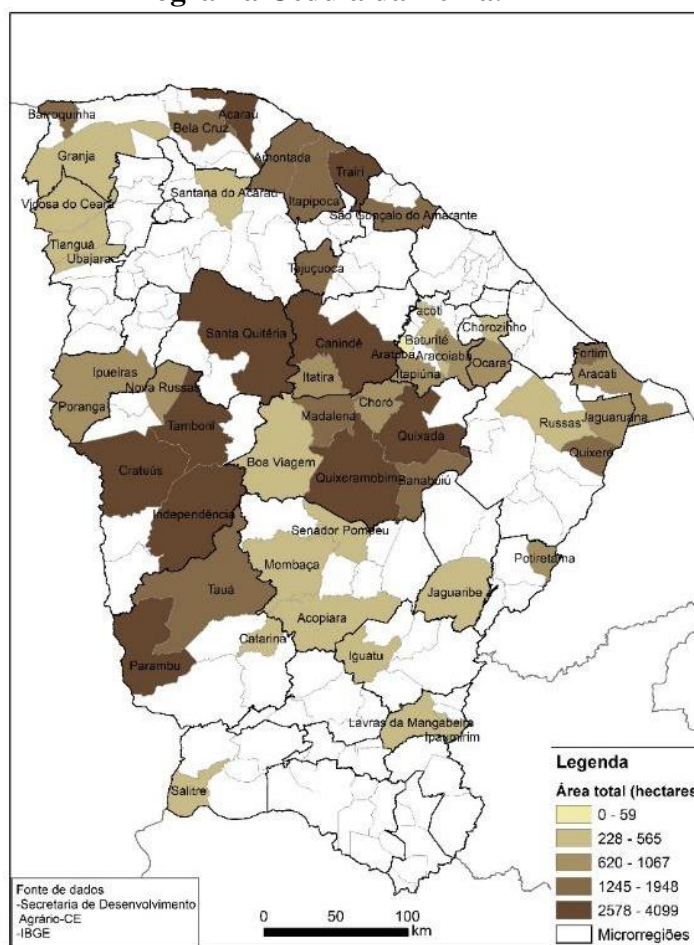 Barroquinha
Acaraú
Bela Cruz
Granja
Amontada
Trairi
Santana do Acaraú
Itapipoca
Viçosa do Ceará
São Gonçalo do Amarante
Tianguá
Ubajara
Tejuçuoca
Pacoti
Santa Quitéria
Canindé
Baturité
Chorozinho
Aratuba
Aracoiaba
Ocara
Fortim
Itapiúna
Aracati
Ipueiras
Itatira
Nova Russas
Choró
Poranga
Madalena
Russas
Jaguaruana
Tamboril
Quixadá
Quixeré
Boa Viagem
Crateús
Quixeramobim
Banabuiú
Independência
Senador Pompeu
Potiretama
Mombaça
Tauá
Jaguaribe
Acopiara
Catarina
Iguatu
Parambu
Lavras da Mangabeira
Ipaumirim
Salitre
Legenda
Área total (hectares
0 - 59
228 - 565
620 - 1067
1245 - 1948
2578 - 4099
Microrregiões
Fonte de dados
-Secretaria de Desenvolvimento
Agrário-CE
-IBGE
0 50 100
km